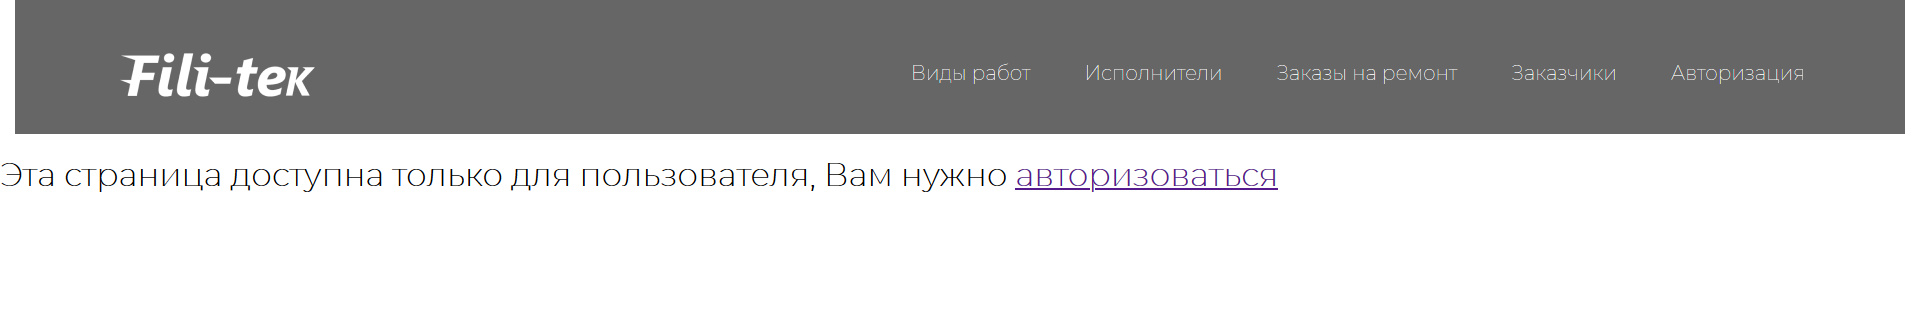 Fili-тек
Виды работ Исполнители Заказы на ремонт Заказчики Авторизация
Эта страница доступна только для пользователя, Вам нужно авторизоваться